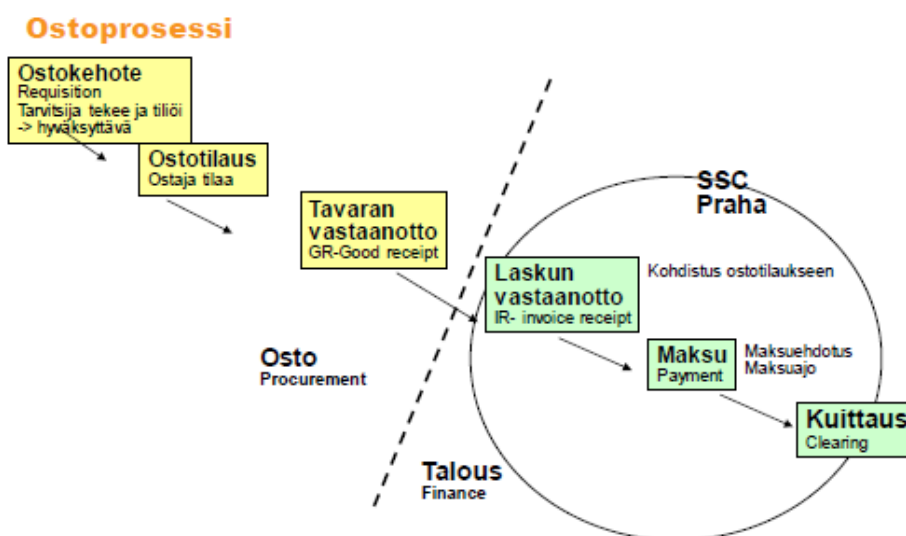 Ostoprosessi
Ostokehote
Requisition
Tarvitsija tekee ja tiliöi
-> hyväksyttävä
Ostotilaus
Ostaja tilaa
Tavaran
vastaanotto
GR-Good receipt
SSC
Praha
Laskun
vastaanotto
IR- invoice receipt
Kohdistus ostotilaukseen
Osto
Procurement
Maksu
Payment
Maksuehdotus
Maksuajo
Kuittaus
Clearing
Talous
Finance